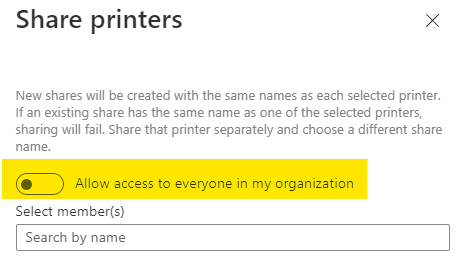 Share printers
New shares will be created with the same names as each selected printer.
If an existing share has the same name as one of the selected printers,
sharing will fail. Share that printer separately and choose a different share
name.
Allow access to everyone in my organization
Select member(s)
Search by name